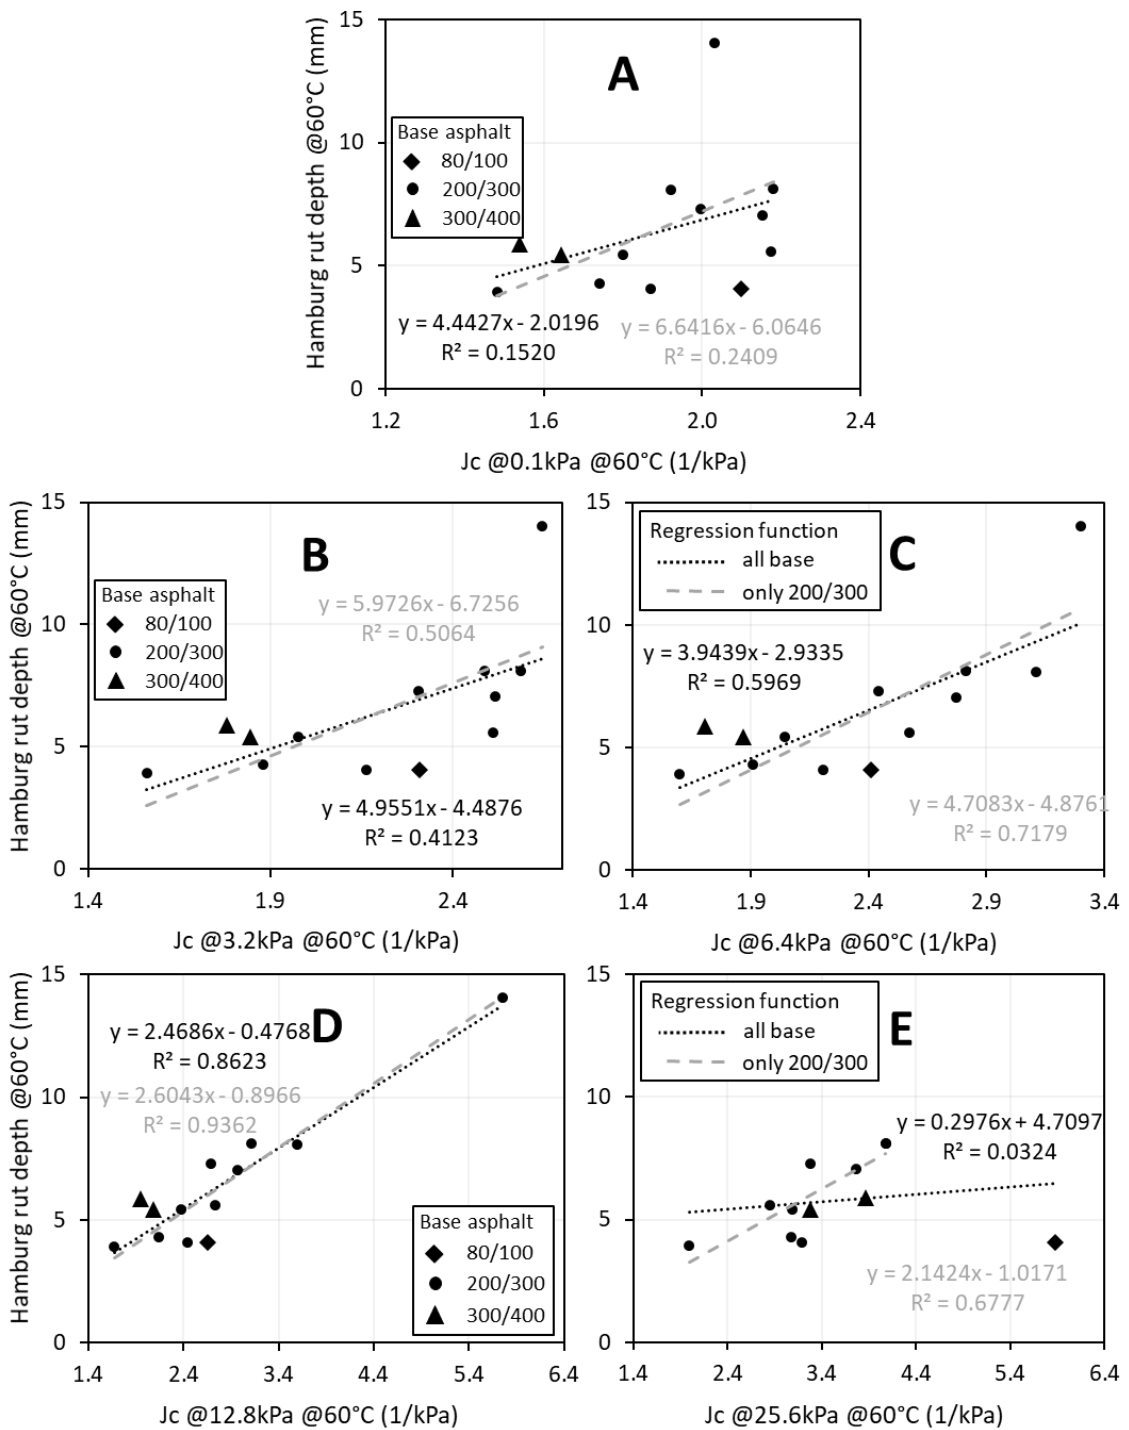 Hamburg rut depth @60°C (mm)
15
10
5
0
A
Base asphalt
80/100
200/300
300/400
y = 4.4427x - 2.0196
R² = 0.1520
y = 6.6416x - 6.0646
R² = 0.2409
1.2
1.6
2.0
2.4
Jc @0.1kPa @60°C (1/kPa)
Hamburg rut depth @60°C (mm)
15
10
5
0
B
Base asphalt
80/100
200/300
300/400
y = 5.9726x - 6.7256
R² = 0.5064
y = 4.9551x - 4.4876
R² = 0.4123
1.4
1.9
2.4
Jc @3.2kPa @60°C (1/kPa)
15
10
5
0
C
Regression function
all base
only 200/300
y = 3.9439x - 2.9335
R² = 0.5969
y = 4.7083x - 4.8761
R² = 0.7179
1.4
1.9
2.4
2.9
3.4
Jc @6.4kPa @60°C (1/kPa)
Hamburg rut depth @60°C (mm)
15
10
5
0
D
y = 2.4686x - 0.4768
R² = 0.8623
y = 2.6043x - 0.8966
R² = 0.9362
Base asphalt
80/100
200/300
300/400
1.4
2.4
3.4
4.4
5.4
6.4
Jc @12.8kPa @60°C (1/kPa)
15
10
5
0
E
Regression function
all base
only 200/300
y = 0.2976x + 4.7097
R² = 0.0324
y = 2.1424x - 1.0171
R² = 0.6777
1.4
2.4
3.4
4.4
5.4
6.4
Jc @25.6kPa @60°C (1/kPa)